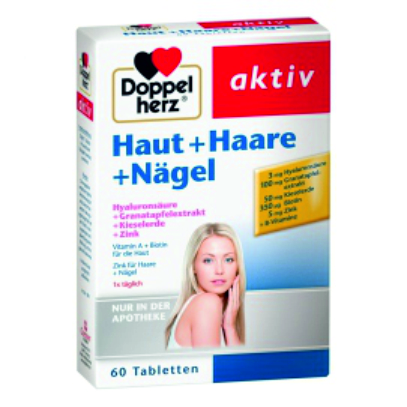 Doppel
herz®
aktiv
Haut + Haare
+ Nägel
Hyaluronsäure
+ Granatapfelextrakt
+ Kieselerde
+ Zink
Vitamin A + Biotin
für die Haut
Zink für Haare
+ Nägel
1x täglich
NUR IN DER
APOTHEKE
3 mg Hyaluronsäure
100 mg Granatapfel-
extrakt
50 mg Kieselerde
Biotin
5 mg Zink
+ B-Vitamine
60 Tabletten